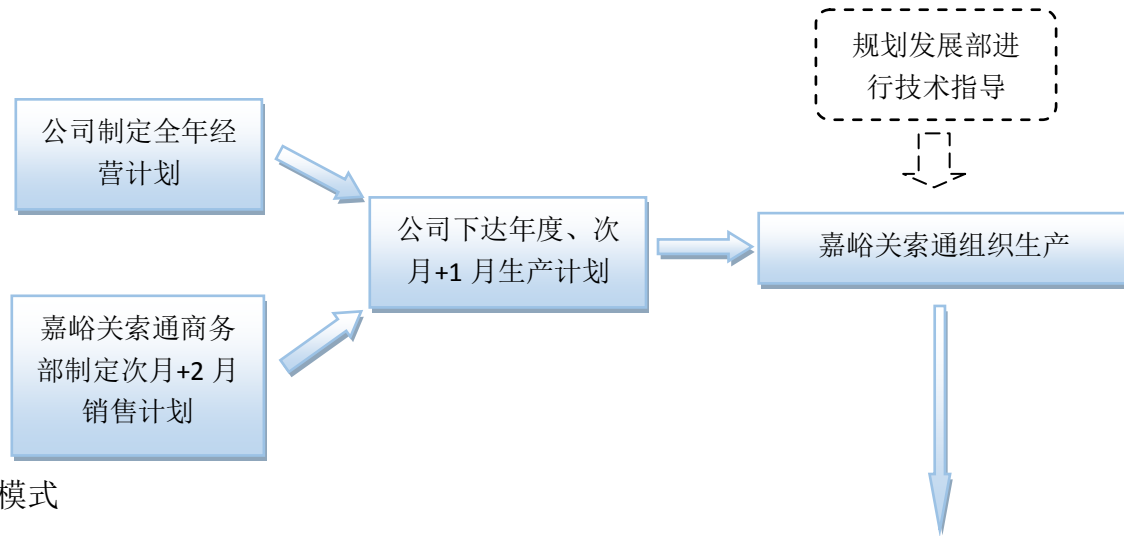 规划发展部进
行技术指导
公司制定全年经
营计划
公司下达年度、次
月+1 月生产计划
嘉峪关索通组织生产
嘉峪关索通商务
部制定次月+2 月
销售计划
模式